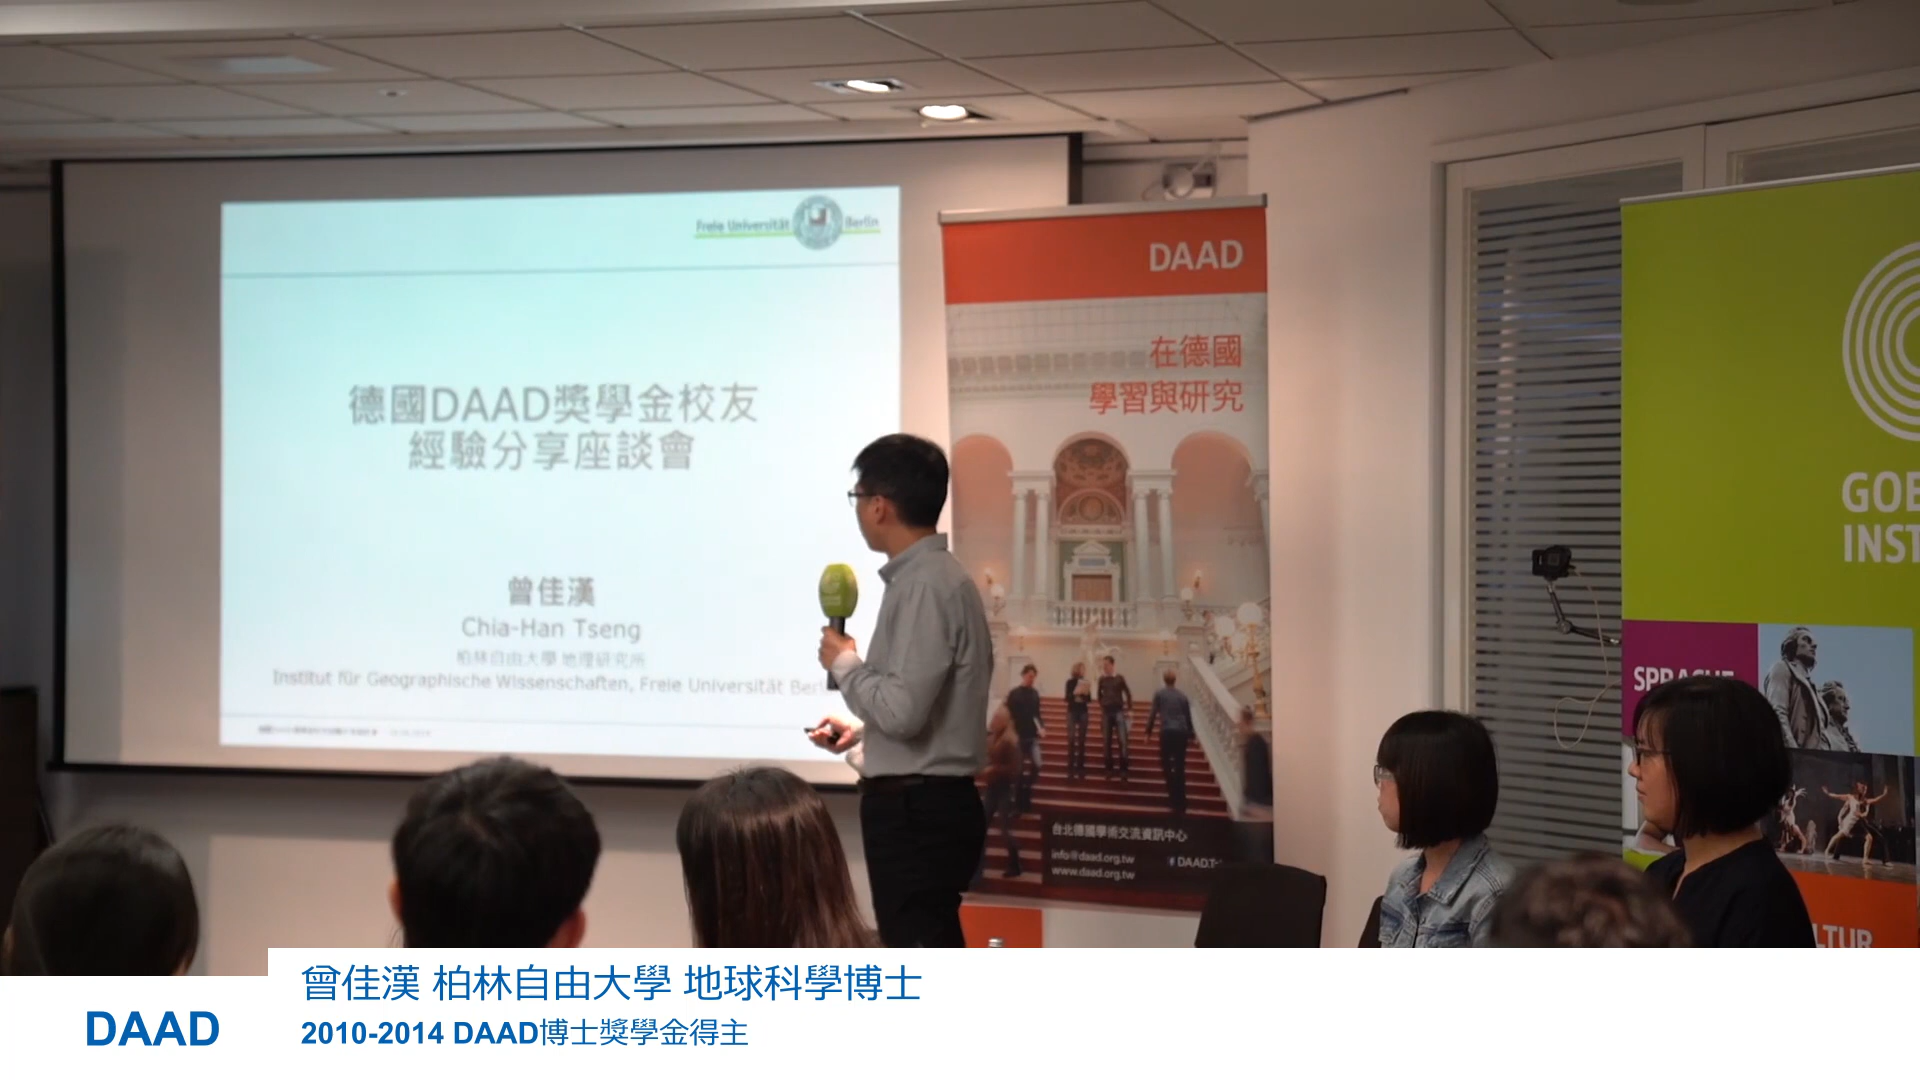 Freie Universität Berlin
德國DAAD獎學金校友
經驗分享座談會
曾佳漢
Chia-Han Tseng
柏林自由大學 地理研究所
Institut für Geographische Wissenschaften, Freie Universität Berl
DAAD
在德國
學習與研究
台北德國學術交流資訊中心
info@daad.org.tw
DAAD.T
www.daad.org.tw
GOE
INST
SPRACHE
LTUR
曾佳漢 柏林自由大學 地球科學博士
DAAD
2010-2014 DAAD博士獎學金得主